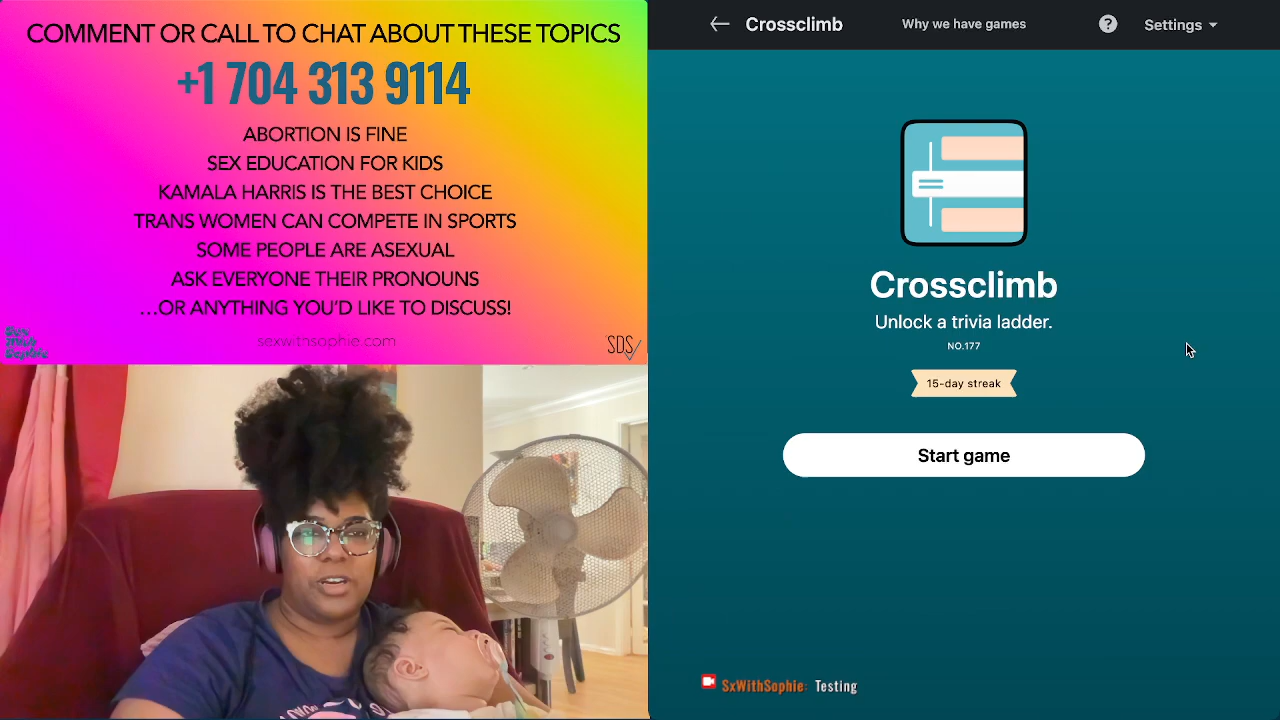 COMMENT OR CALL TO CHAT ABOUT THESE TOPICS
+1 704 313 9114
ABORTION IS FINE
SEX EDUCATION FOR KIDS
KAMALA HARRIS IS THE BEST CHOICE
TRANS WOMEN CAN COMPETE IN SPORTS
SOME PEOPLE ARE ASEXUAL
ASK EVERYONE THEIR PRONOUNS
...OR ANYTHING YOU'D LIKE TO DISCUSS!
sexwithsophie.com
SDS
Crossclimb
Why we have games
?
Settings
Crossclimb
Unlock a trivia ladder.
NO.177
15-day streak
Start game
SxWithSophie: Testing